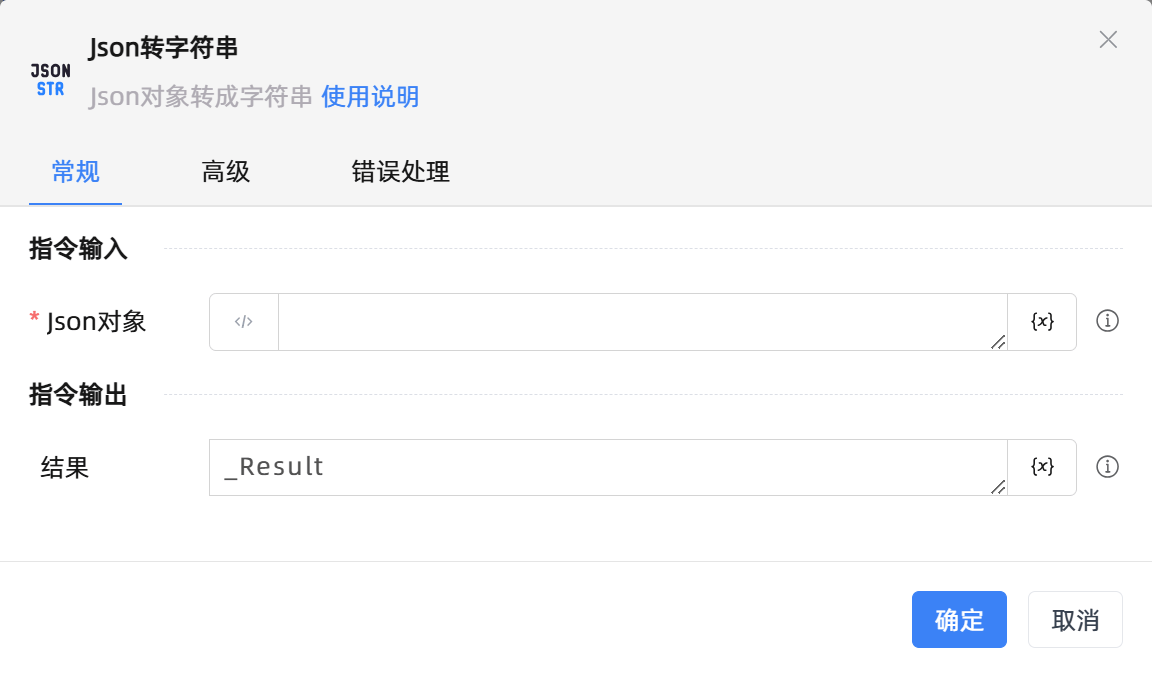 Json转字符串
JSON
STR
Json对象转成字符串 使用说明
常规 高级 错误处理
指令输入
* Json对象 </> {x}
指令输出
结果 _Result {x}
确定 取消